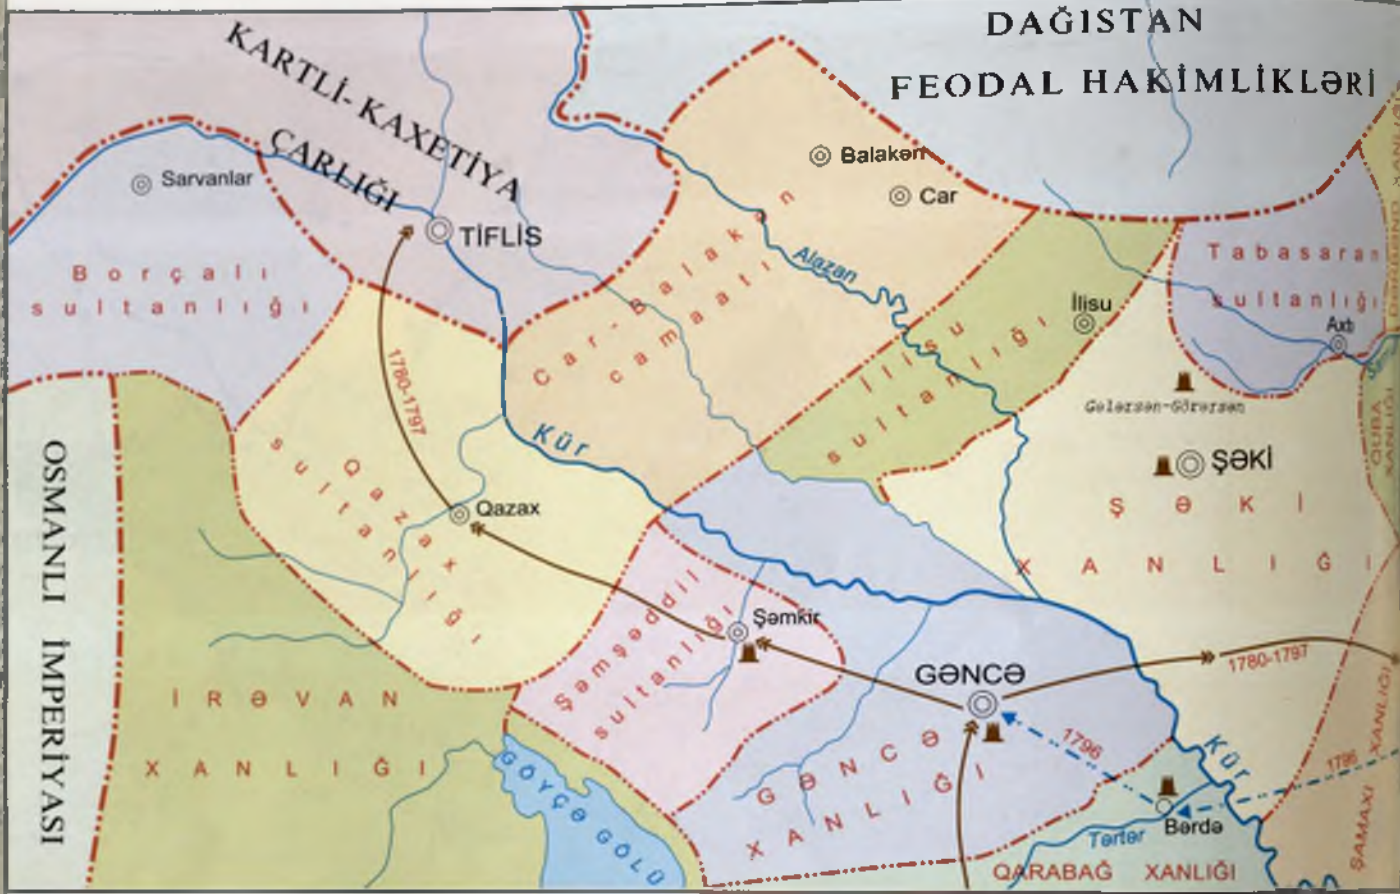 DAĞISTAN
FEODAL HAKİMLİKLƏRİ
KARTLİ-KAXETİYA
ÇARLIĞI
Balakən
Car
Sarvanlar
TİFLİS
Borçalı
sultanlığı
Car-Balakən
camaatı
Alazan
İlisu
İlisu
sultanlığı
Tabasaran
sultanlığı
Axtı
Gələrsən-Görərsən
ŞƏKİ
ŞƏKİ
XANLIĞI
QUBA
1780-1797
Kür
Qazax
Qazax
sultanlığı
OSMANLI İMPERİYASI
Şəmşəddil
sultanlığı
Şəmkir
GƏNCƏ
1780-1797
İRƏVAN
XANLIĞI
GÖYÇƏ GÖLÜ
GƏNCƏ
XANLIĞI
1796
Kür
1796
Bərdə
Tərtər
QARABAĞ XANLIĞI
ŞAMAXI XANLIĞI